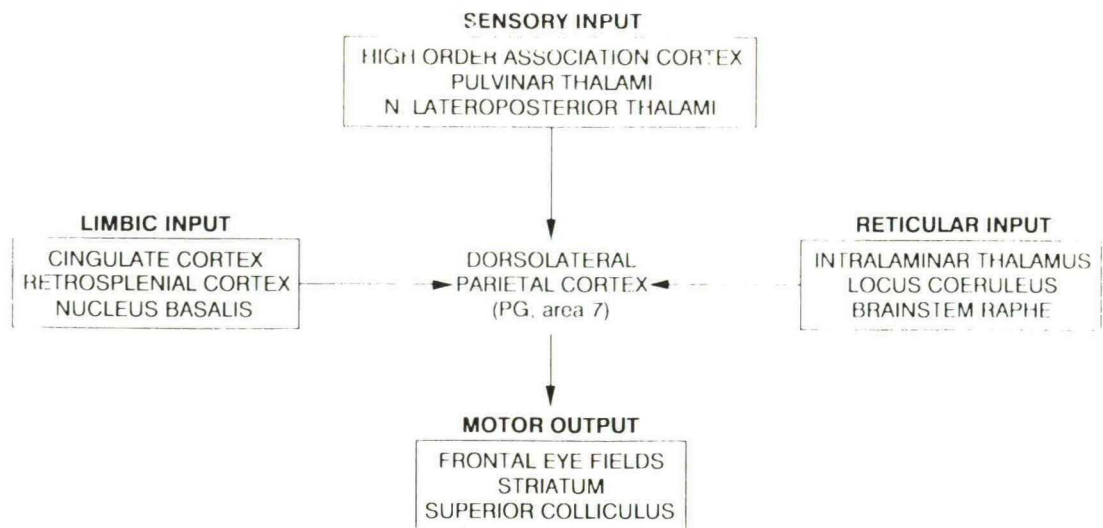 SENSORY INPUT
HIGH ORDER ASSOCIATION CORTEX
PULVINAR THALAMI
N. LATEROPOSTERIOR THALAMI
LIMBIC INPUT
CINGULATE CORTEX
RETROSPLENIAL CORTEX
NUCLEUS BASALIS
DORSOLATERAL
PARIETAL CORTEX
(PG, area 7)
RETICULAR INPUT
INTRALAMINAR THALAMUS
LOCUS COERULEUS
BRAINSTEM RAPHE
MOTOR OUTPUT
FRONTAL EYE FIELDS
STRIATUM
SUPERIOR COLLICULUS